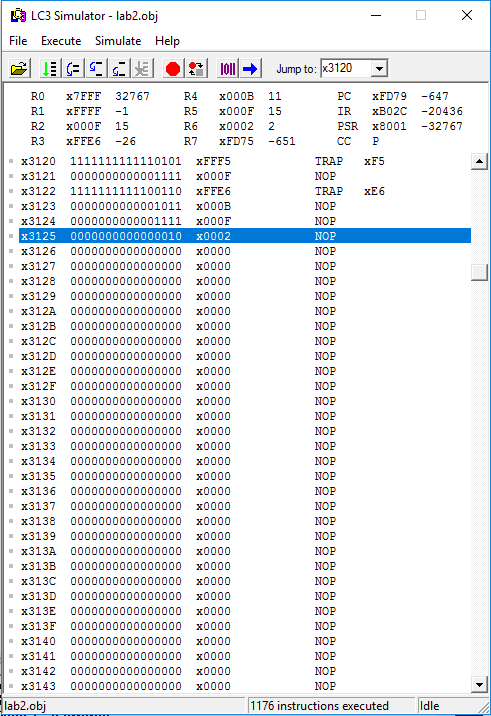 LC3 Simulator - lab2.obj
File Execute Simulate Help
Jump to: x3120
R0 x7FFF 32767 R4 x000B 11 PC xFD79 -647
R1 xFFFF -1 R5 x000F 15 IR xB02C -20436
R2 x000F 15 R6 x0002 2 PSR x8001 -32767
R3 xFFE6 -26 R7 xFD75 -651 CC P
x3120 1111111111110101 xFFF5 TRAP xF5
x3121 0000000000001111 x000F NOP
x3122 1111111111100110 xFFE6 TRAP xE6
x3123 0000000000001011 x000B NOP
x3124 0000000000001111 x000F NOP
x3125 0000000000000010 x0002 NOP
x3126 0000000000000000 x0000 NOP
x3127 0000000000000000 x0000 NOP
x3128 0000000000000000 x0000 NOP
x3129 0000000000000000 x0000 NOP
x312A 0000000000000000 x0000 NOP
x312B 0000000000000000 x0000 NOP
x312C 0000000000000000 x0000 NOP
x312D 0000000000000000 x0000 NOP
x312E 0000000000000000 x0000 NOP
x312F 0000000000000000 x0000 NOP
x3130 0000000000000000 x0000 NOP
x3131 0000000000000000 x0000 NOP
x3132 0000000000000000 x0000 NOP
x3133 0000000000000000 x0000 NOP
x3134 0000000000000000 x0000 NOP
x3135 0000000000000000 x0000 NOP
x3136 0000000000000000 x0000 NOP
x3137 0000000000000000 x0000 NOP
x3138 0000000000000000 x0000 NOP
x3139 0000000000000000 x0000 NOP
x313A 0000000000000000 x0000 NOP
x313B 0000000000000000 x0000 NOP
x313C 0000000000000000 x0000 NOP
x313D 0000000000000000 x0000 NOP
x313E 0000000000000000 x0000 NOP
x313F 0000000000000000 x0000 NOP
x3140 0000000000000000 x0000 NOP
x3141 0000000000000000 x0000 NOP
x3142 0000000000000000 x0000 NOP
x3143 0000000000000000 x0000 NOP
lab2.obj 1176 instructions executed Idle